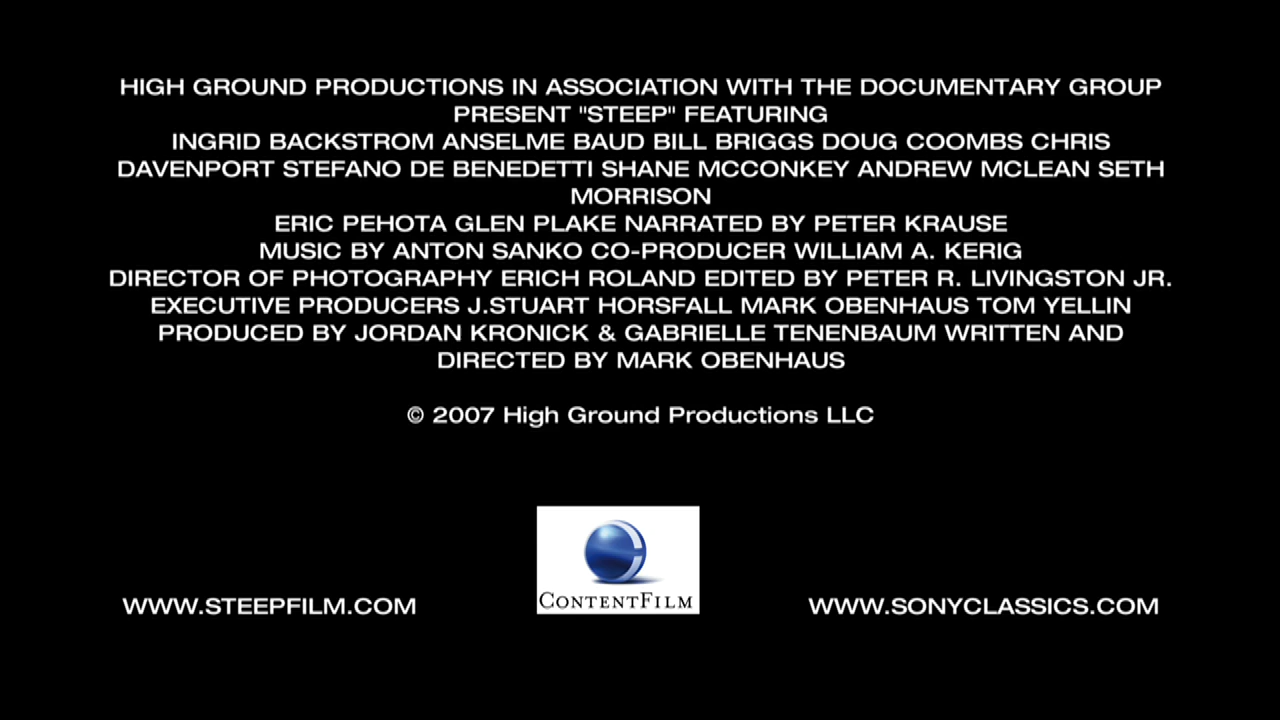 HIGH GROUND PRODUCTIONS IN ASSOCIATION WITH THE DOCUMENTARY GROUP
PRESENT "STEEP" FEATURING
INGRID BACKSTROM ANSELME BAUD BILL BRIGGS DOUG COOMBS CHRIS
DAVENPORT STEFANO DE BENEDETTI SHANE MCCONKEY ANDREW MCLEAN SETH
MORRISON
ERIC PEHOTA GLEN PLAKE NARRATED BY PETER KRAUSE
MUSIC BY ANTON SANKO CO-PRODUCER WILLIAM A. KERIG
DIRECTOR OF PHOTOGRAPHY ERICH ROLAND EDITED BY PETER R. LIVINGSTON JR.
EXECUTIVE PRODUCERS J.STUART HORSFALL MARK OBENHAUS TOM YELLIN
PRODUCED BY JORDAN KRONICK & GABRIELLE TENENBAUM WRITTEN AND
DIRECTED BY MARK OBENHAUS
© 2007 High Ground Productions LLC
CONTENTFILM
WWW.STEEPFILM.COM
WWW.SONYCLASSICS.COM